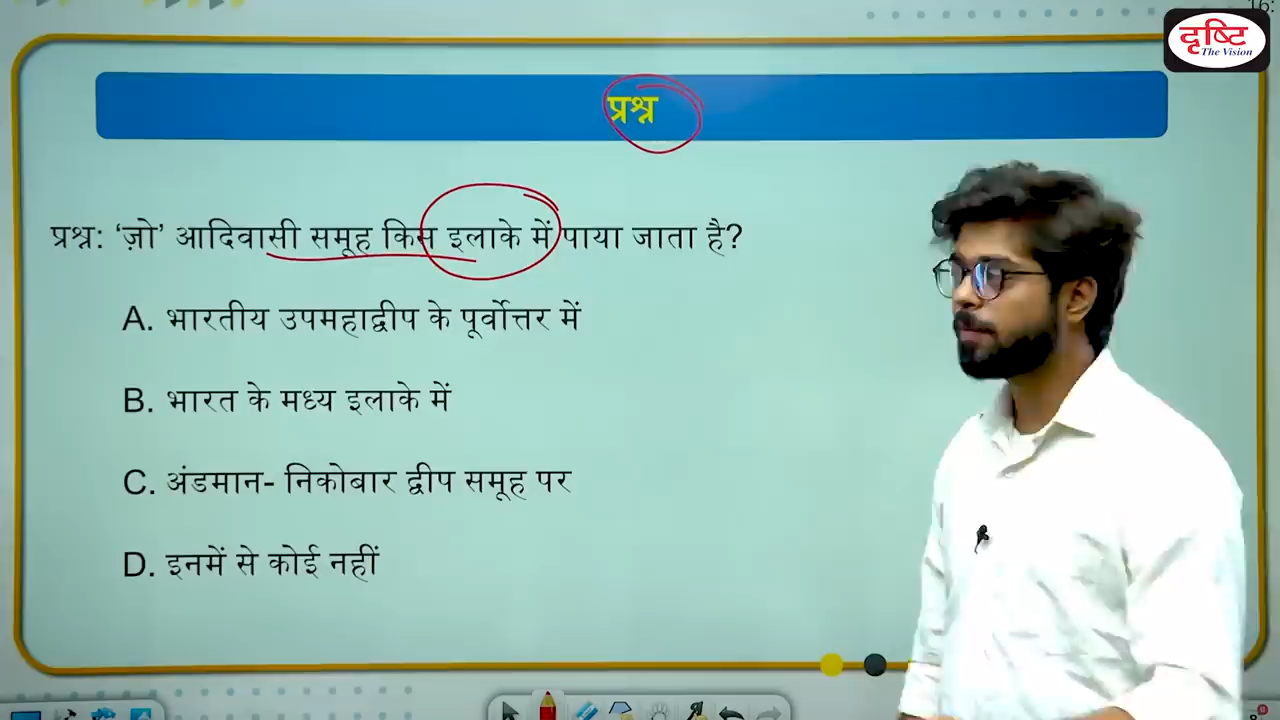 दृष्टि
The Vision
प्रश्न
प्रश्न: ‘ज़ो’ आदिवासी समूह किस इलाके में पाया जाता है?
A. भारतीय उपमहाद्वीप के पूर्वोत्तर में
B. भारत के मध्य इलाके में
C. अंडमान- निकोबार द्वीप समूह पर
D. इनमें से कोई नहीं